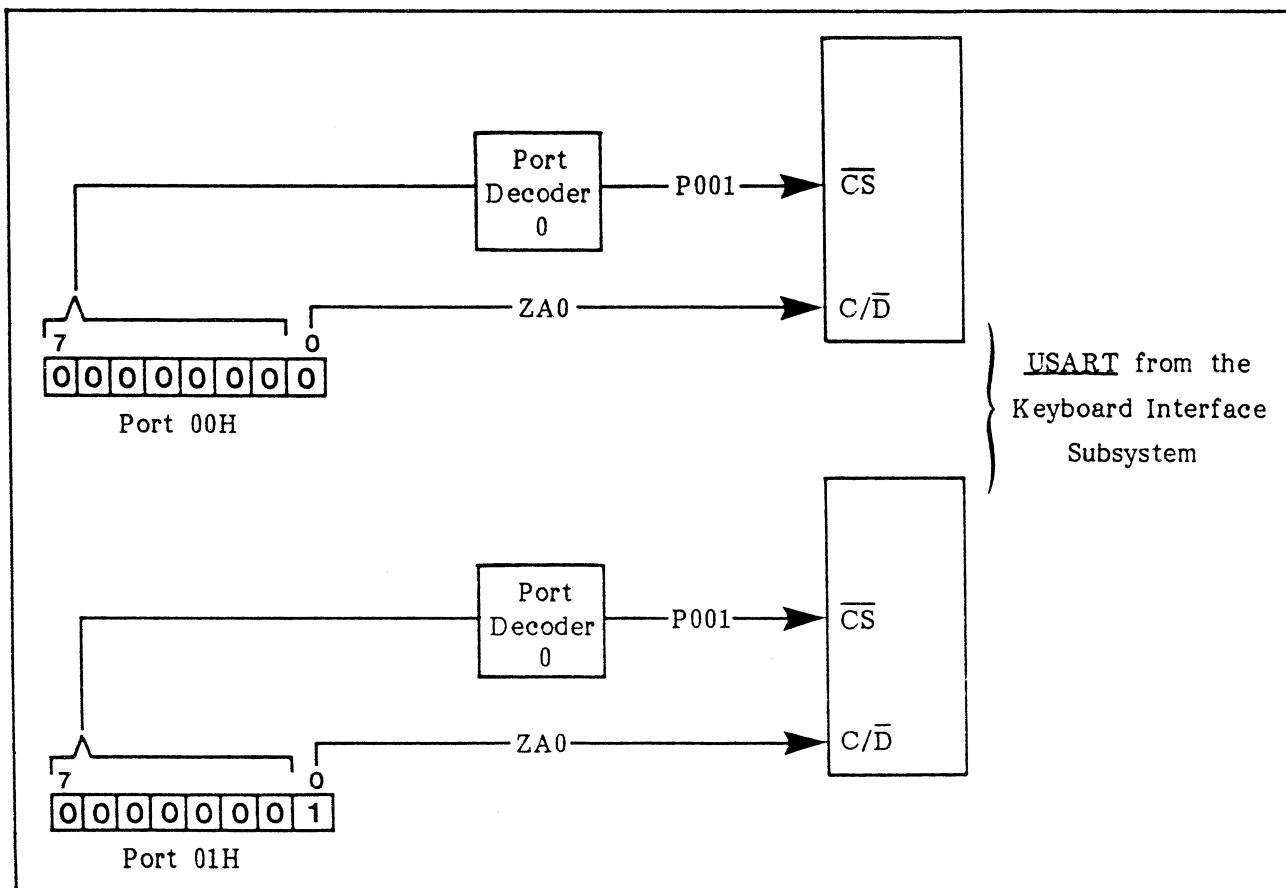 Port
Decoder
0
P001
C̅S̅
ZA0
C/D̅
7 0
0 0 0 0 0 0 0 0
Port 00H
USART from the
Keyboard Interface
Subsystem
Port
Decoder
0
P001
C̅S̅
ZA0
C/D̅
7 0
0 0 0 0 0 0 0 1
Port 01H